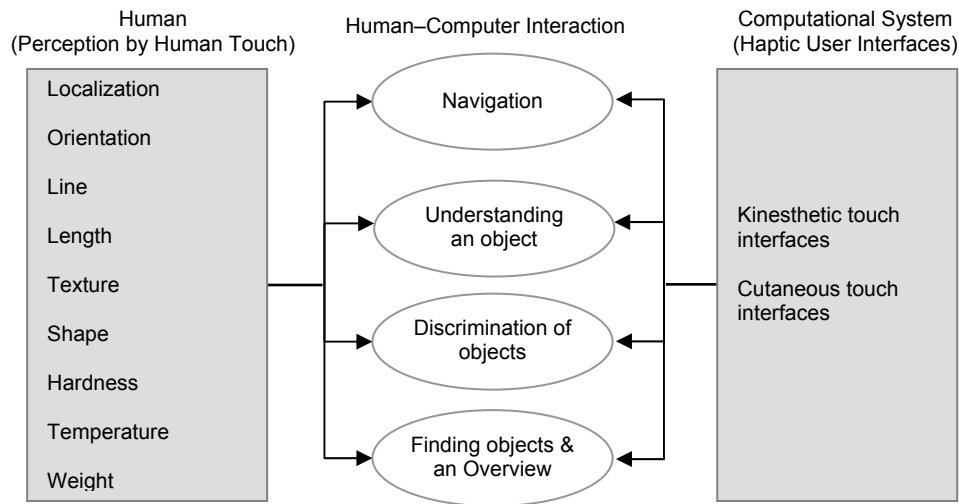 Human
(Perception by Human Touch)
Localization
Orientation
Line
Length
Texture
Shape
Hardness
Temperature
Weight
Human–Computer Interaction
Navigation
Understanding
an object
Discrimination of
objects
Finding objects &
an Overview
Computational System
(Haptic User Interfaces)
Kinesthetic touch
interfaces
Cutaneous touch
interfaces